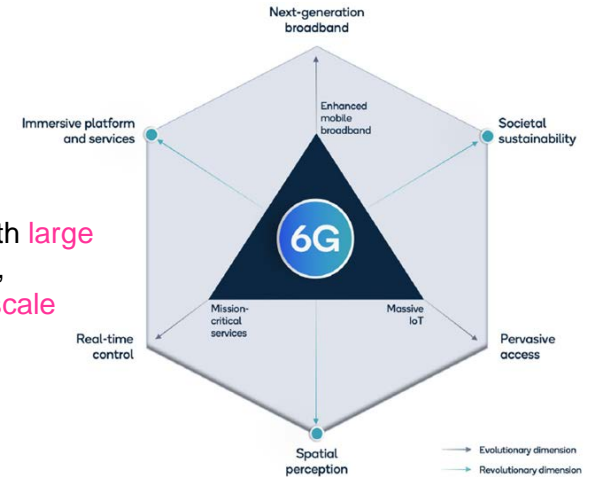 Next-generation
broadband
Immersive platform
and services
Enhanced
mobile
broadband
Societal
sustainability
6G
th large
,
scale
Mission-
critical
services
Massive
IoT
Real-time
control
Pervasive
access
Spatial
perception
Evolutionary dimension
Revolutionary dimension